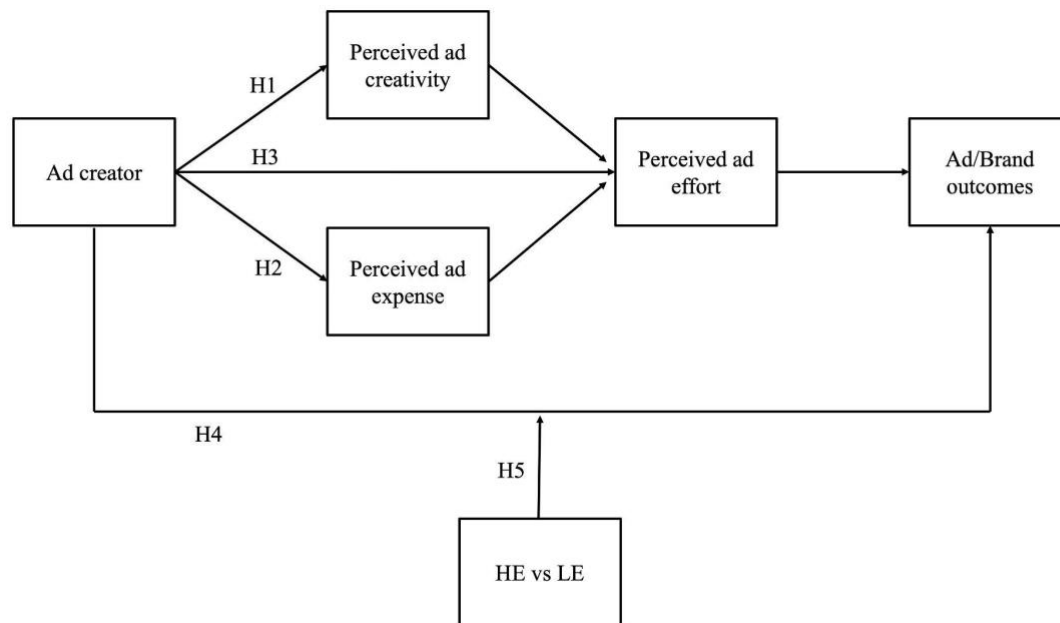 Perceived ad
creativity
H1
Ad creator
H3
Perceived ad
effort
Ad/Brand
outcomes
H2
Perceived ad
expense
H4
H5
HE vs LE